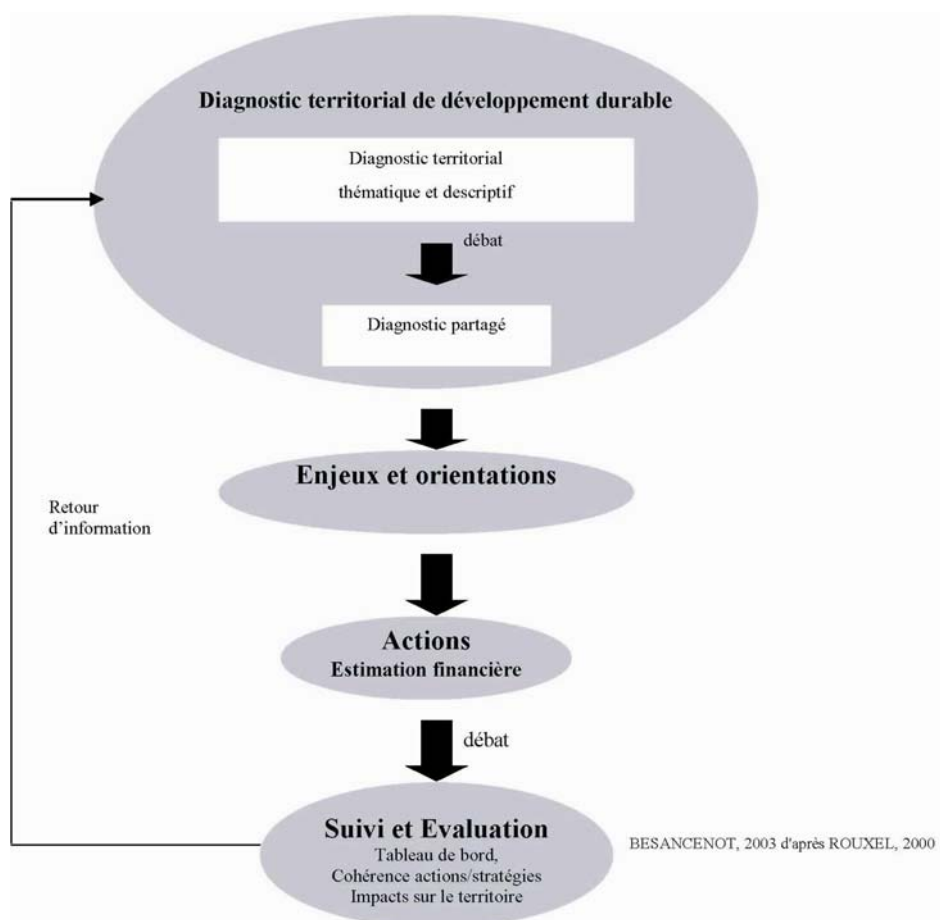 Diagnostic territorial de développement durable
Diagnostic territorial
thématique et descriptif
débat
Diagnostic partagé
Enjeux et orientations
Retour
d’information
Actions
Estimation financière
débat
Suivi et Evaluation
Tableau de bord,
Cohérence actions/stratégies
Impacts sur le territoire
BESANCENOT, 2003 d'après ROUXEL, 2000